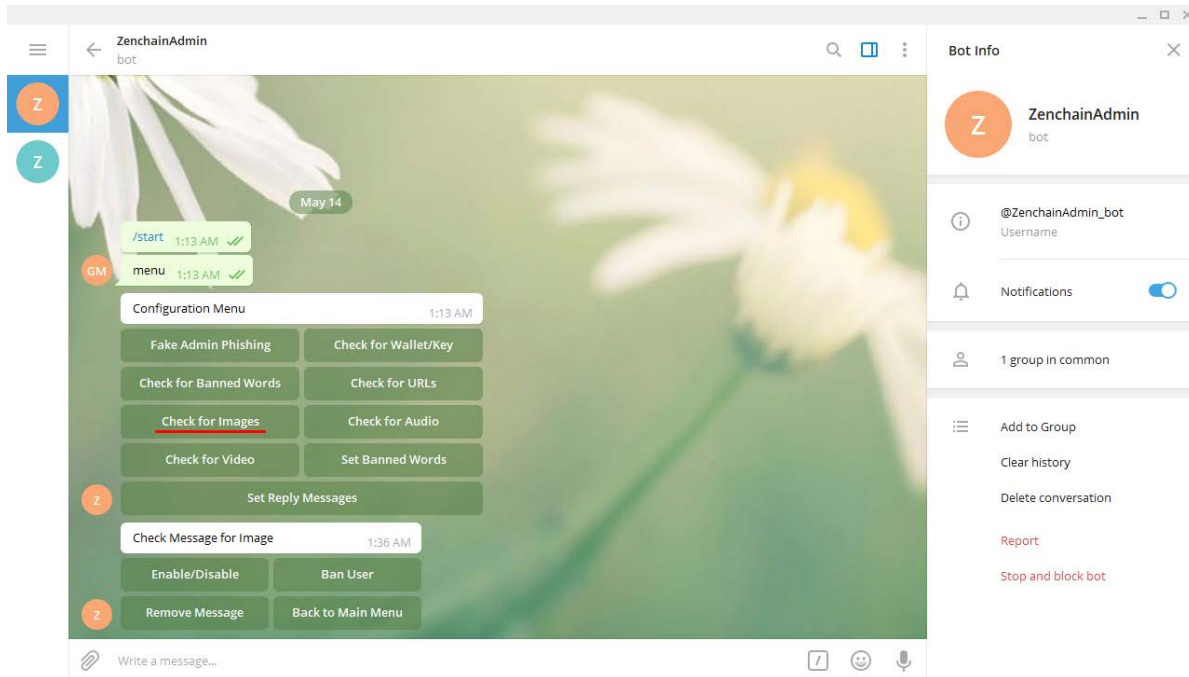 ZenchainAdmin
bot
Bot Info
Z
Z
Z
ZenchainAdmin
bot
May 14
/start 1:13 AM
GM
menu 1:13 AM
Configuration Menu 1:13 AM
Fake Admin Phishing Check for Wallet/Key
Check for Banned Words Check for URLs
Check for Images Check for Audio
Check for Video Set Banned Words
Z
Set Reply Messages
Check Message for Image 1:36 AM
Enable/Disable Ban User
Z
Remove Message Back to Main Menu
Write a message...
/
@ZenchainAdmin_bot
Username
Notifications
1 group in common
Add to Group
Clear history
Delete conversation
Report
Stop and block bot